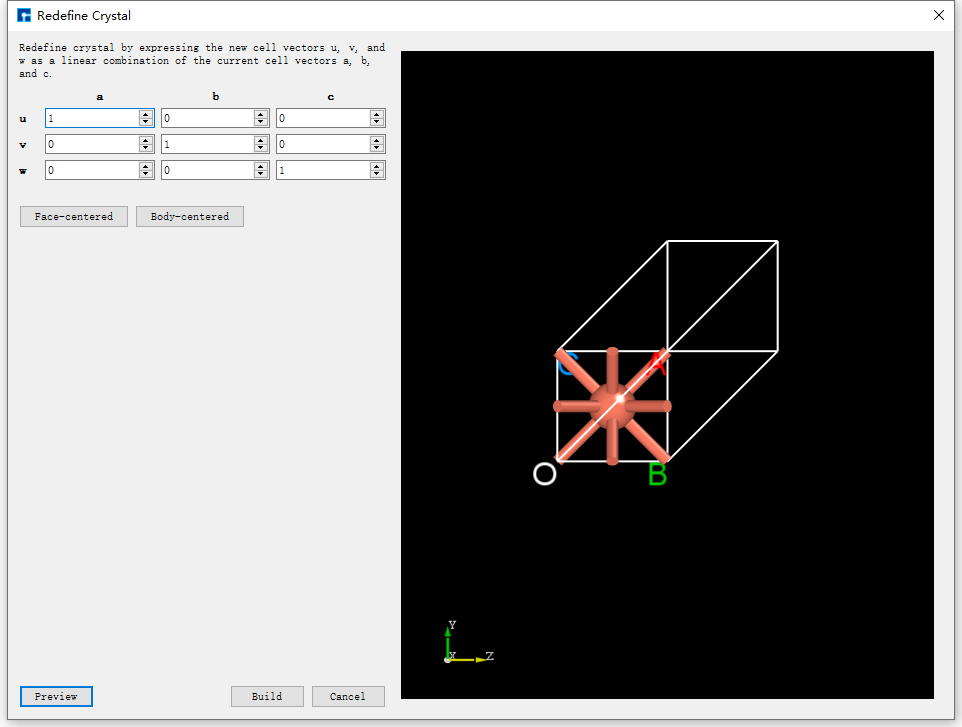 Redefine Crystal
Redefine crystal by expressing the new cell vectors u, v, and
w as a linear combination of the current cell vectors a, b,
and c.
a b c
u 1 0 0
v 0 1 0
w 0 0 1
Face-centered Body-centered
C A
O B
Y
X Z
Preview Build Cancel